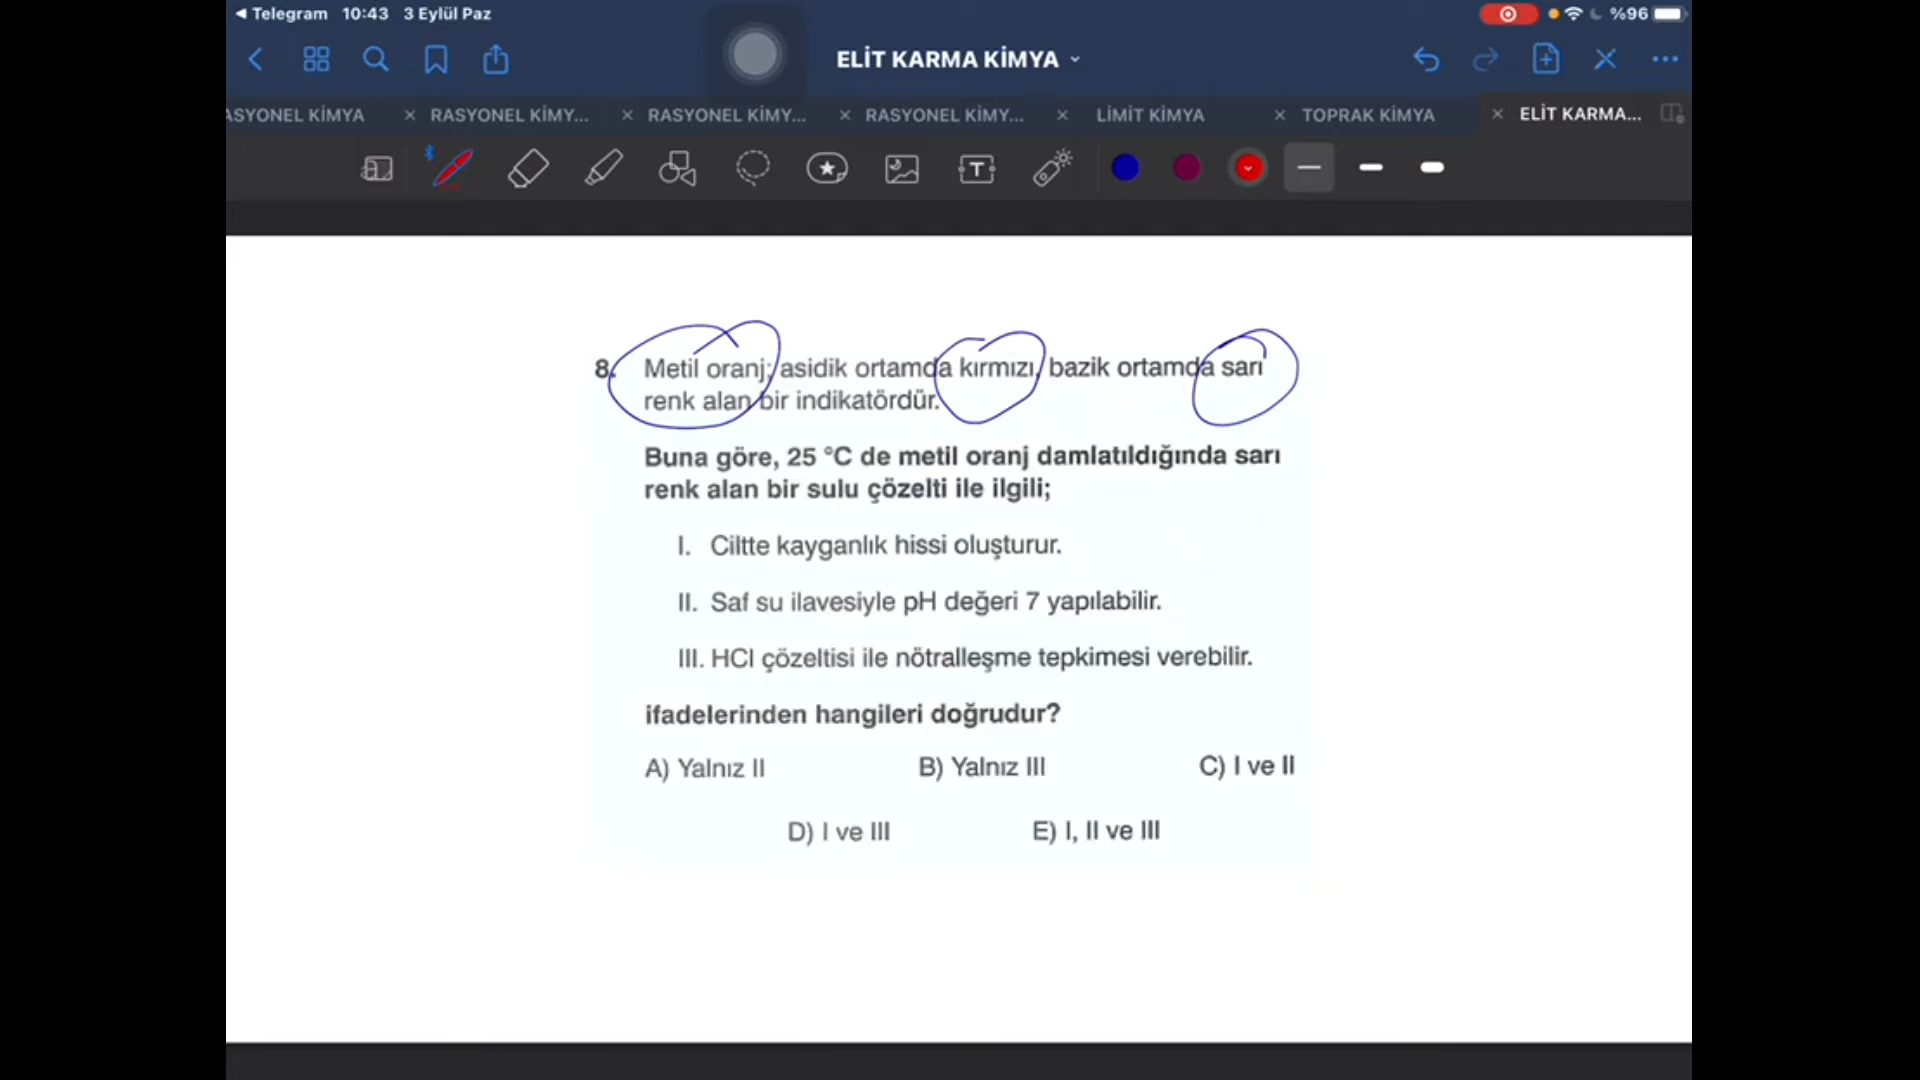 Telegram 10:43 3 Eylül Paz
%96
ELİT KARMA KİMYA
ASYONEL KİMYA
RASYONEL KİMY...
RASYONEL KİMY...
RASYONEL KİMY...
LİMİT KİMYA
TOPRAK KİMYA
ELİT KARMA...
8. Metil oranj; asidik ortamda kırmızı, bazik ortamda sarı
renk alan bir indikatördür.
Buna göre, 25 °C de metil oranj damlatıldığında sarı
renk alan bir sulu çözelti ile ilgili;
I. Ciltte kayganlık hissi oluşturur.
II. Saf su ilavesiyle pH değeri 7 yapılabilir.
III. HCl çözeltisi ile nötralleşme tepkimesi verebilir.
ifadelerinden hangileri doğrudur?
A) Yalnız II
B) Yalnız III
C) I ve II
D) I ve III
E) I, II ve III